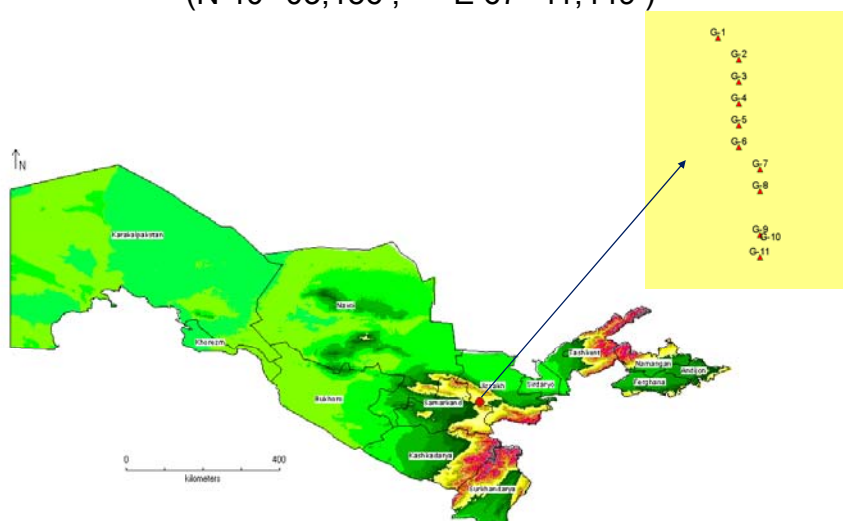 G-1
G-2
G-3
G-4
G-5
G-6
G-7
G-8
G-9
G-10
G-11
N
Karakalpakstan
Navoi
Khorezm
Tashkent
Namangan
Andijon
Ferghana
Jizzakh
Sirdaryo
Bukhoro
Samarkand
Kashkadarya
Surkhandarya
0 400
kilometers